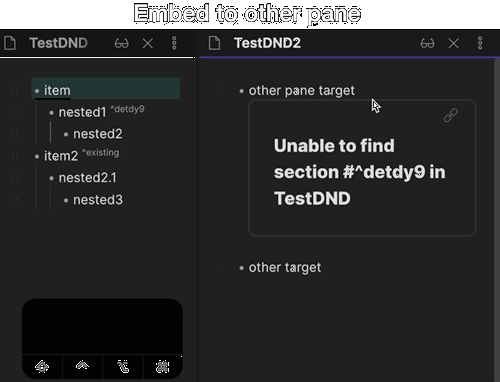 Embed to other pane
TestDND
TestDND2
item
nested1 ^detdy9
nested2
item2 ^existing
nested2.1
nested3
other pane target
Unable to find
section #^detdy9 in
TestDND
other target